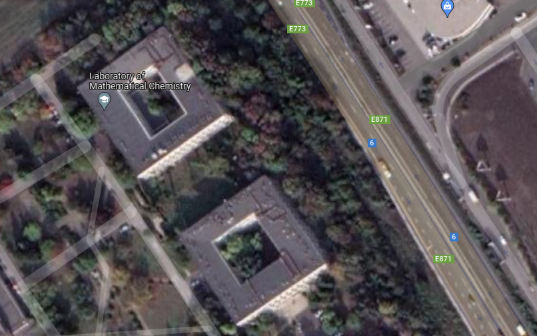 E773
E773
Laboratory of
Mathematical Chemistry
E871
6
6
E871